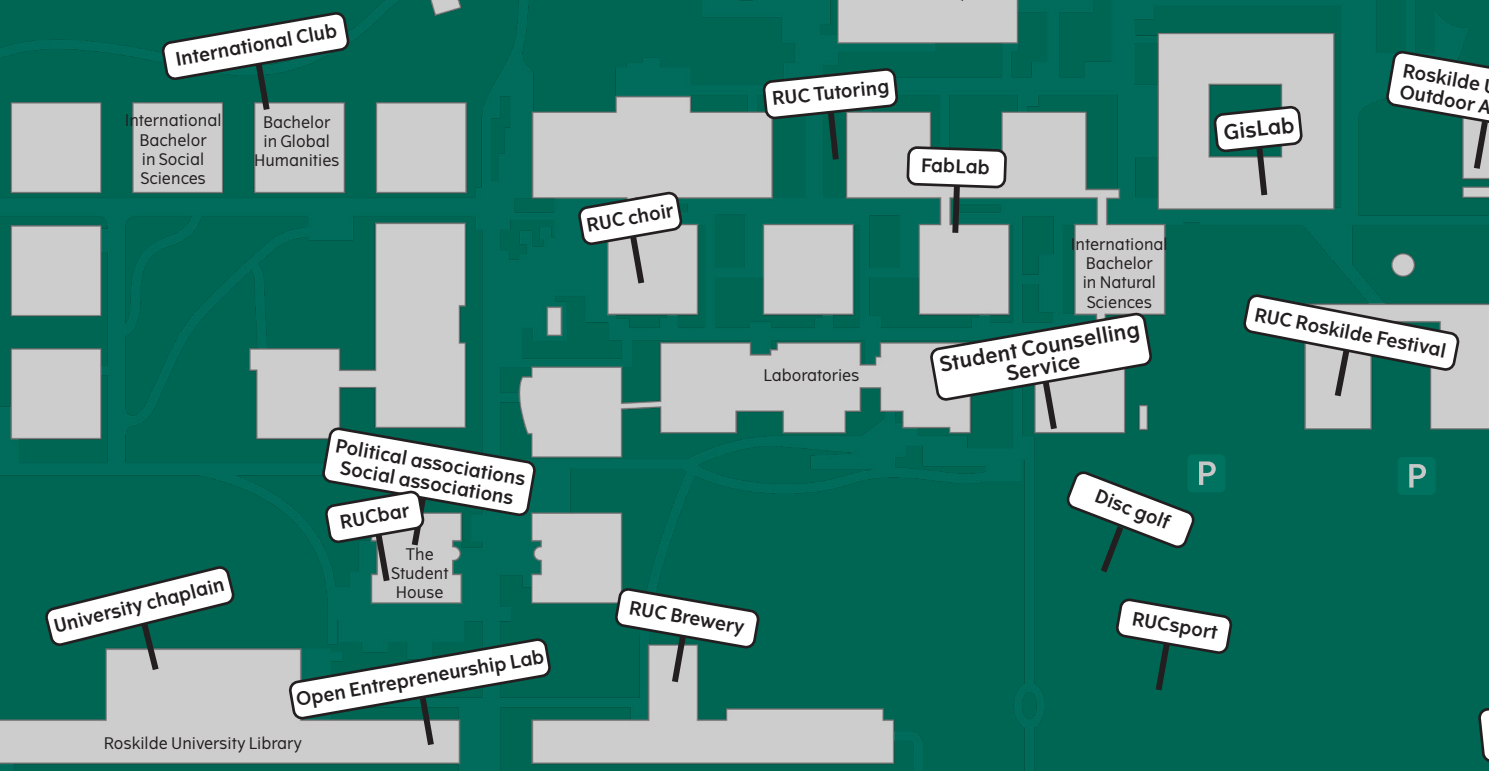 International Club
International
Bachelor
in Social
Sciences
Bachelor
in Global
Humanities
RUC Tutoring
FabLab
GisLab
Roskilde
Outdoor
RUC choir
International
Bachelor
in Natural
Sciences
RUC Roskilde Festival
Student Counselling
Service
Laboratories
Political associations
Social associations
RUCbar
The
Student
House
P
P
Disc golf
University chaplain
RUC Brewery
RUCsport
Open Entrepreneurship Lab
Roskilde University Library